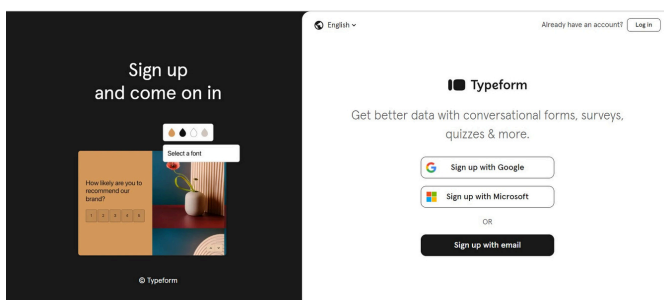 Sign up
and come on in
Select a font
How likely are you to
recommend our
brand?
1 2 3 4 5
© Typeform
English
Already have an account?
Log in
Typeform
Get better data with conversational forms, surveys,
quizzes & more.
Sign up with Google
Sign up with Microsoft
OR
Sign up with email